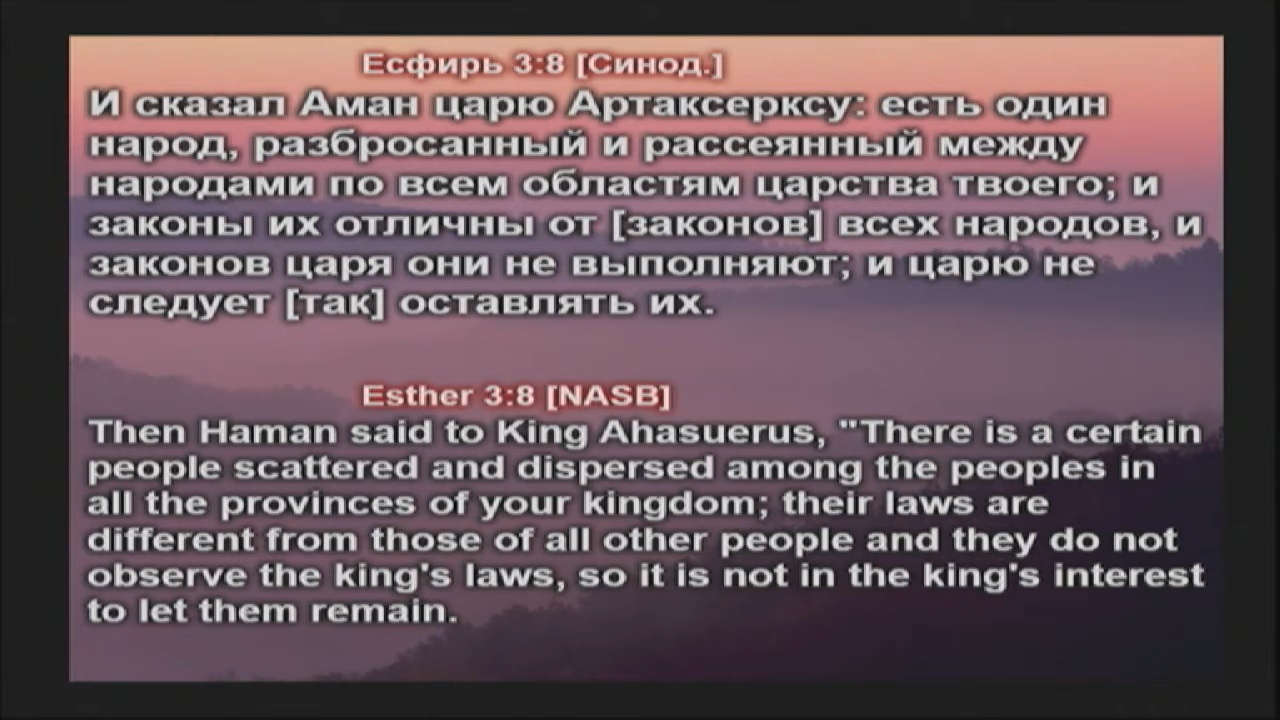 Есфирь 3:8 [Синод.]
И сказал Аман царю Артаксерксу: есть один
народ, разбросанный и рассеянный между
народами по всем областям царства твоего; и
законы их отличны от [законов] всех народов, и
законов царя они не выполняют; и царю не
следует [так] оставлять их.
Esther 3:8 [NASB]
Then Haman said to King Ahasuerus, "There is a certain
people scattered and dispersed among the peoples in
all the provinces of your kingdom; their laws are
different from those of all other people and they do not
observe the king's laws, so it is not in the king's interest
to let them remain.